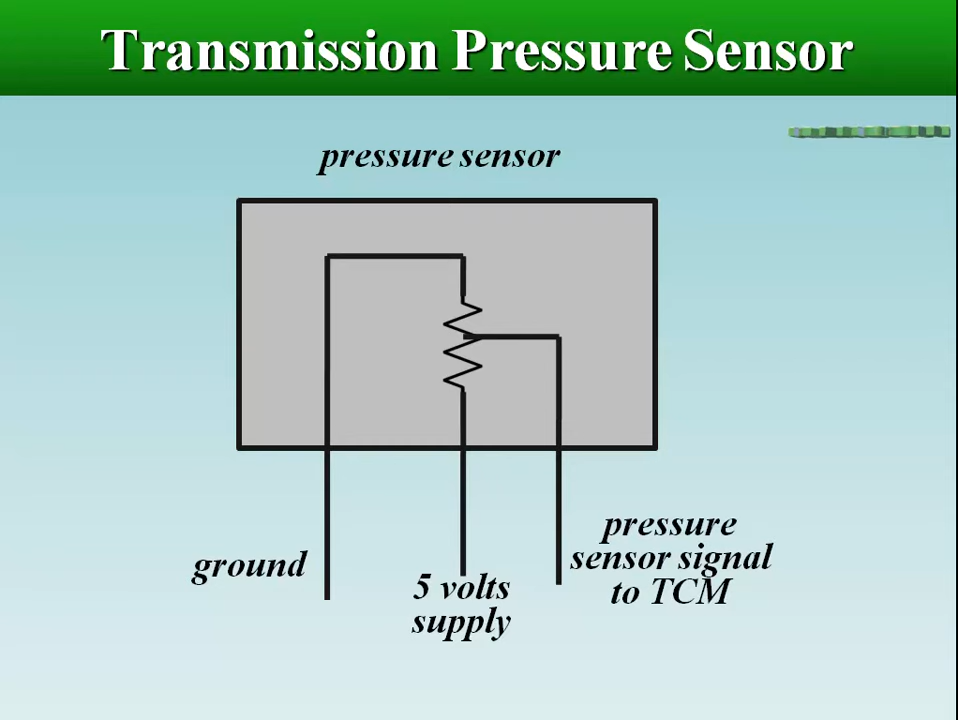 Transmission Pressure Sensor
pressure sensor
ground
5 volts
supply
pressure
sensor signal
to TCM